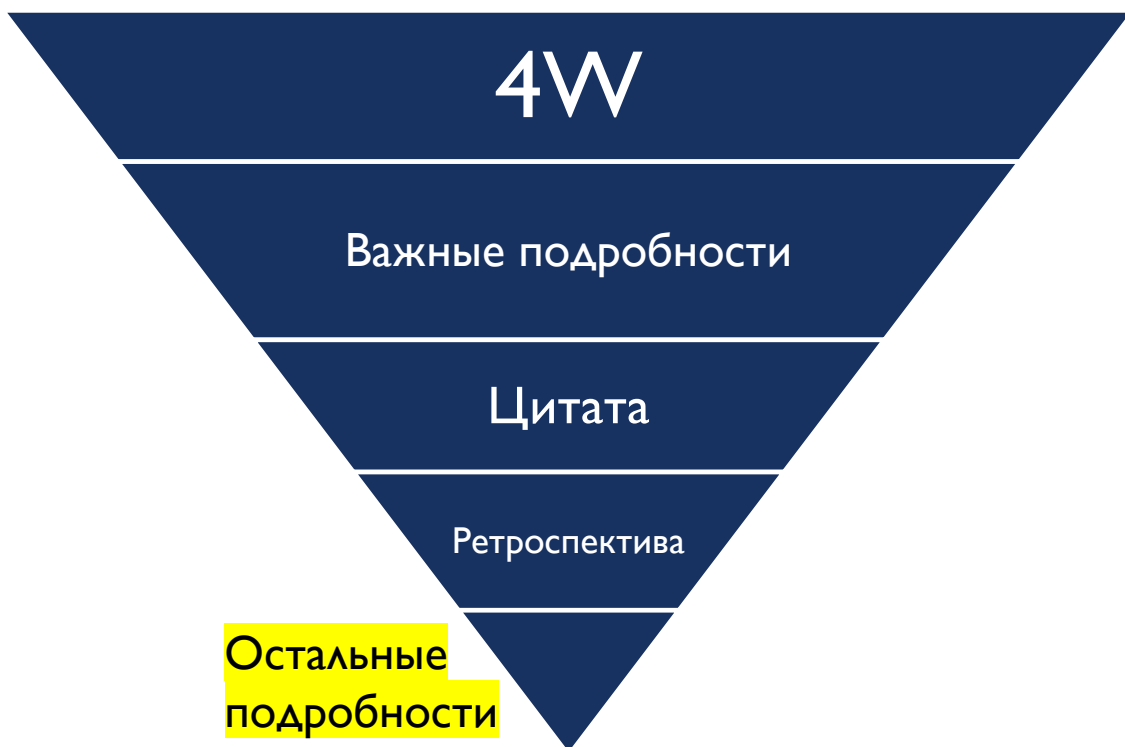 4W
Важные подробности
Цитата
Ретроспектива
Остальные
подробности